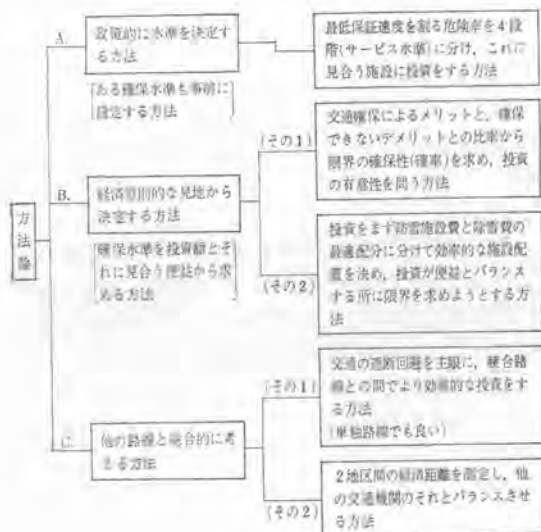 方法論
A.
政策的に水準を決定す
る方法
ある確保水準も事前に
設定する方法
最低保証速度を割る危険率を4段
階(サービス水準)に分け，これに
見合う施設に投資をする方法
B.
経済原則的な見地から
決定する方法
確保水準を投資額とそ
れに見合う便益から求
める方法
(その1)
交通確保によるメリットと，確保
できないデメリットとの比率から
限界の確保性(確率)を求め，投資
の有意性を問う方法
(その2)
投資をまず防雪施設費と除雪費の
最適配分に分けて効率的な施設配
置を決め，投資が便益とバランス
する所に限界を求めようとする方
法
C.
他の路線と統合的に考
える方法
(その1)
交通の遮断回避を主眼に，競合路
線との間でより効率的な投資をす
る方法
(単独路線でも良い)
(その2)
2地区間の経済距離を測定し，他
の交通機関のそれとバランスさせ
る方法